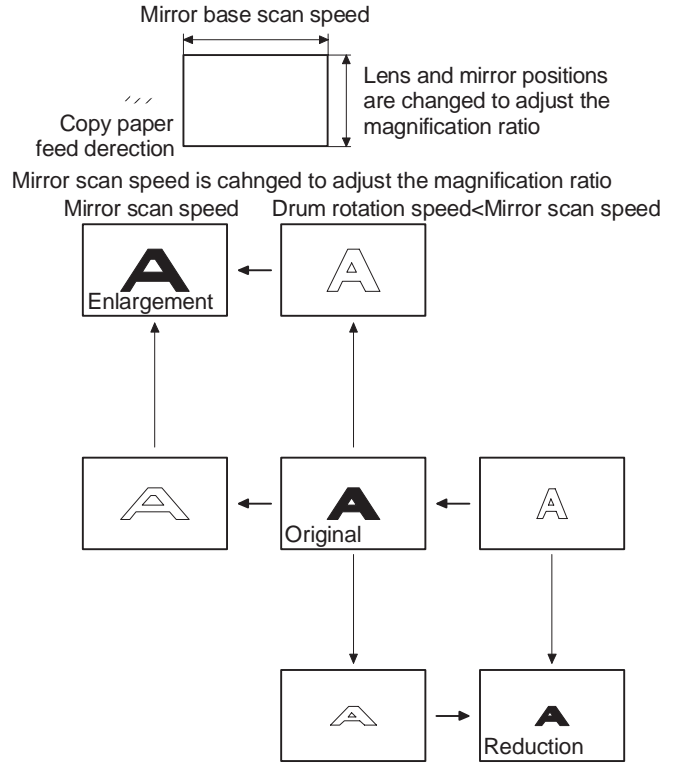 Mirror base scan speed
Lens and mirror positions
are changed to adjust the
magnification ratio
Copy paper
feed derection
Mirror scan speed is cahnged to adjust the magnification ratio
Mirror scan speed
Drum rotation speed<Mirror scan speed
A
Enlargement
A
A
A
Original
A
A
A
Reduction